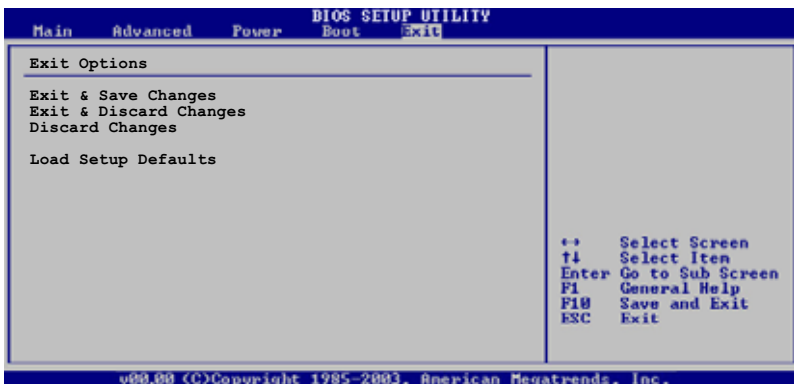 BIOS SETUP UTILITY
Main Advanced Power Boot Exit
Exit Options
Exit & Save Changes
Exit & Discard Changes
Discard Changes
Load Setup Defaults
↔ Select Screen
↑↓ Select Item
Enter Go to Sub Screen
F1 General Help
F10 Save and Exit
ESC Exit
v00.00 (C)Copyright 1985-2003, American Megatrends, Inc.